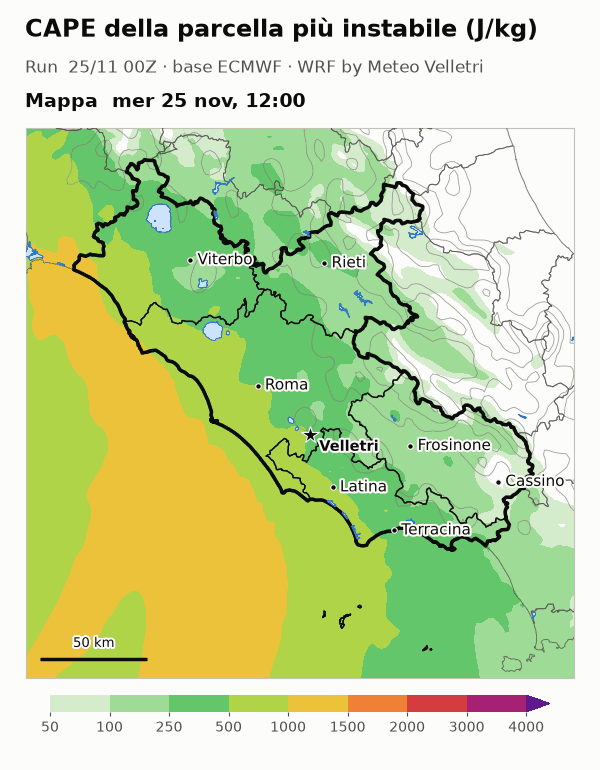 CAPE della parcella più instabile (J/kg)
Run  25/11 00Z · base ECMWF · WRF by Meteo Velletri
Mappa  mer 25 nov, 12:00
Viterbo
Rieti
Roma
Velletri
Frosinone
Cassino
Latina
Terracina
50 km
50 100 250 500 1000 1500 2000 3000 4000